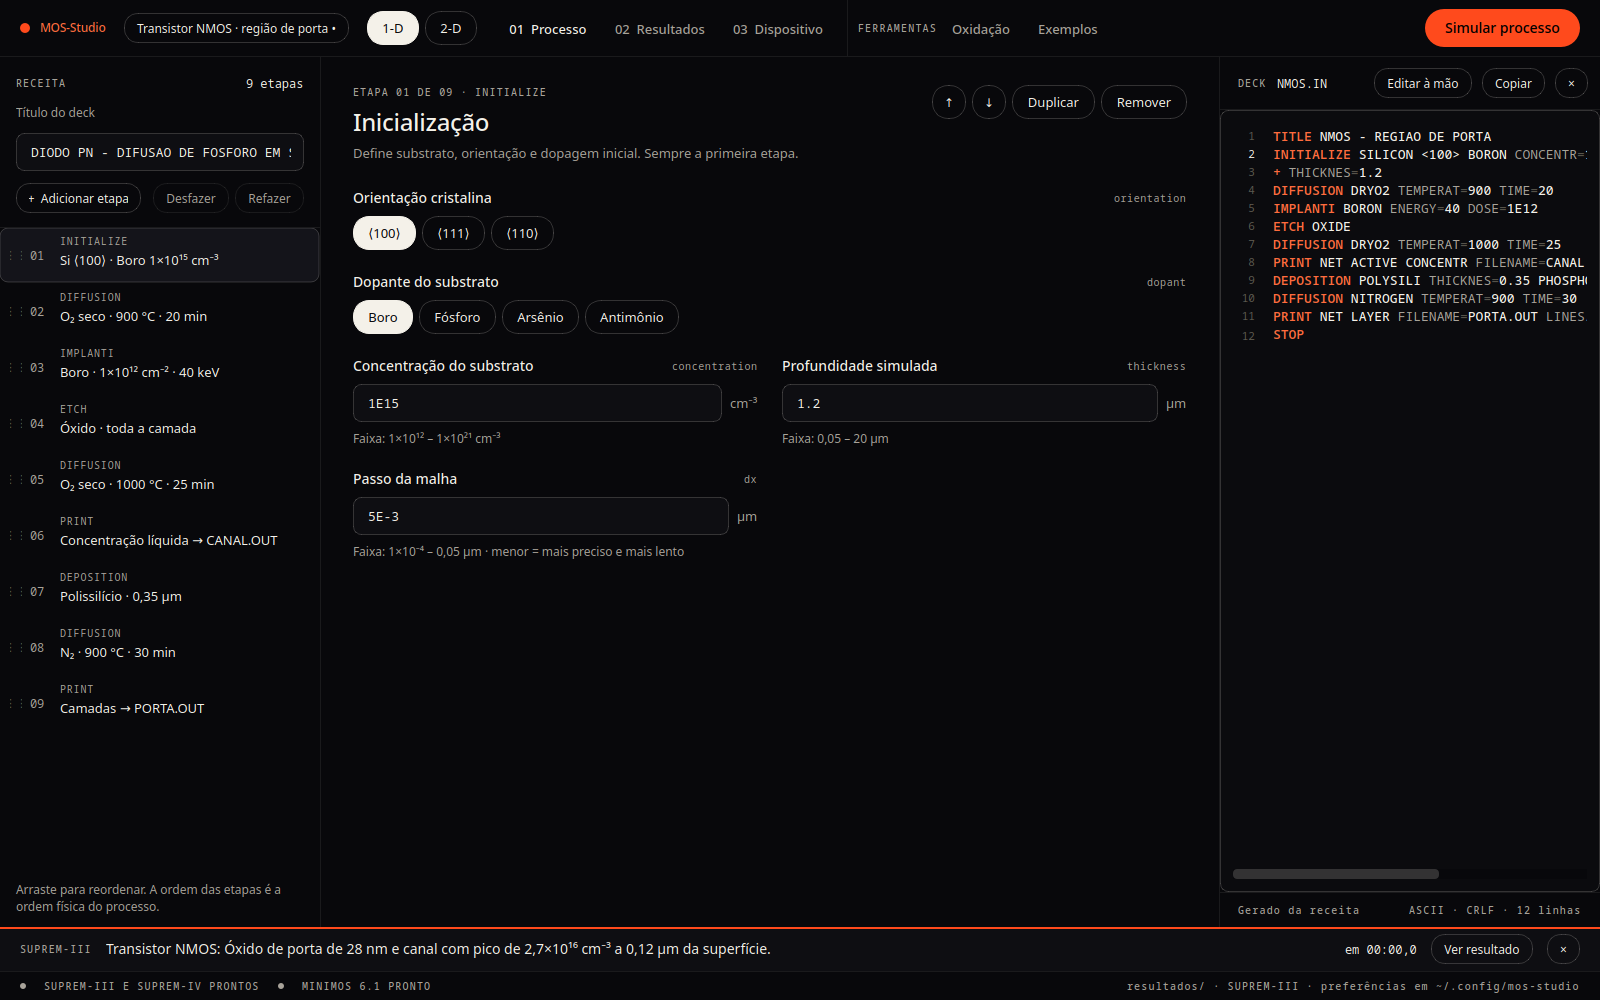 MOS-Studio
Transistor NMOS · região de porta •
1-D
2-D
01 Processo
02 Resultados
03 Dispositivo
FERRAMENTAS
Oxidação
Exemplos
Simular processo
RECEITA
9 etapas
Título do deck
DIODO PN - DIFUSAO DE FOSFORO EM
+ Adicionar etapa
Desfazer
Refazer
01
INITIALIZE
Si ⟨100⟩ · Boro 1×10¹⁵ cm⁻³
02
DIFFUSION
O₂ seco · 900 °C · 20 min
03
IMPLANTI
Boro · 1×10¹² cm⁻² · 40 keV
04
ETCH
Óxido · toda a camada
05
DIFFUSION
O₂ seco · 1000 °C · 25 min
06
PRINT
Concentração líquida → CANAL.OUT
07
DEPOSITION
Polissilício · 0,35 µm
08
DIFFUSION
N₂ · 900 °C · 30 min
09
PRINT
Camadas → PORTA.OUT
Arraste para reordenar. A ordem das etapas é a
ordem física do processo.
ETAPA 01 DE 09 · INITIALIZE
Inicialização
Define substrato, orientação e dopagem inicial. Sempre a primeira etapa.
↑
↓
Duplicar
Remover
Orientação cristalina
orientation
⟨100⟩
⟨111⟩
⟨110⟩
Dopante do substrato
dopant
Boro
Fósforo
Arsênio
Antimônio
Concentração do substrato
concentration
1E15
cm⁻³
Faixa: 1×10¹² – 1×10²¹ cm⁻³
Profundidade simulada
thickness
1.2
µm
Faixa: 0,05 – 20 µm
Passo da malha
dx
5E-3
µm
Faixa: 1×10⁻⁴ – 0,05 µm · menor = mais preciso e mais lento
DECK NMOS.IN
Editar à mão
Copiar
×
1 TITLE NMOS - REGIAO DE PORTA
2 INITIALIZE SILICON <100> BORON CONCENTR=
3 + THICKNES=1.2
4 DIFFUSION DRYO2 TEMPERAT=900 TIME=20
5 IMPLANTI BORON ENERGY=40 DOSE=1E12
6 ETCH OXIDE
7 DIFFUSION DRYO2 TEMPERAT=1000 TIME=25
8 PRINT NET ACTIVE CONCENTR FILENAME=CANAL
9 DEPOSITION POLYSILI THICKNES=0.35 PHOSPH
10 DIFFUSION NITROGEN TEMPERAT=900 TIME=30
11 PRINT NET LAYER FILENAME=PORTA.OUT LINES
12 STOP
Gerado da receita
ASCII · CRLF · 12 linhas
SUPREM-III
Transistor NMOS: Óxido de porta de 28 nm e canal com pico de 2,7×10¹⁶ cm⁻³ a 0,12 µm da superfície.
em 00:00,0
Ver resultado
×
SUPREM-III E SUPREM-IV PRONTOS
MINIMOS 6.1 PRONTO
resultados/ · SUPREM-III · preferências em ~/.config/mos-studio